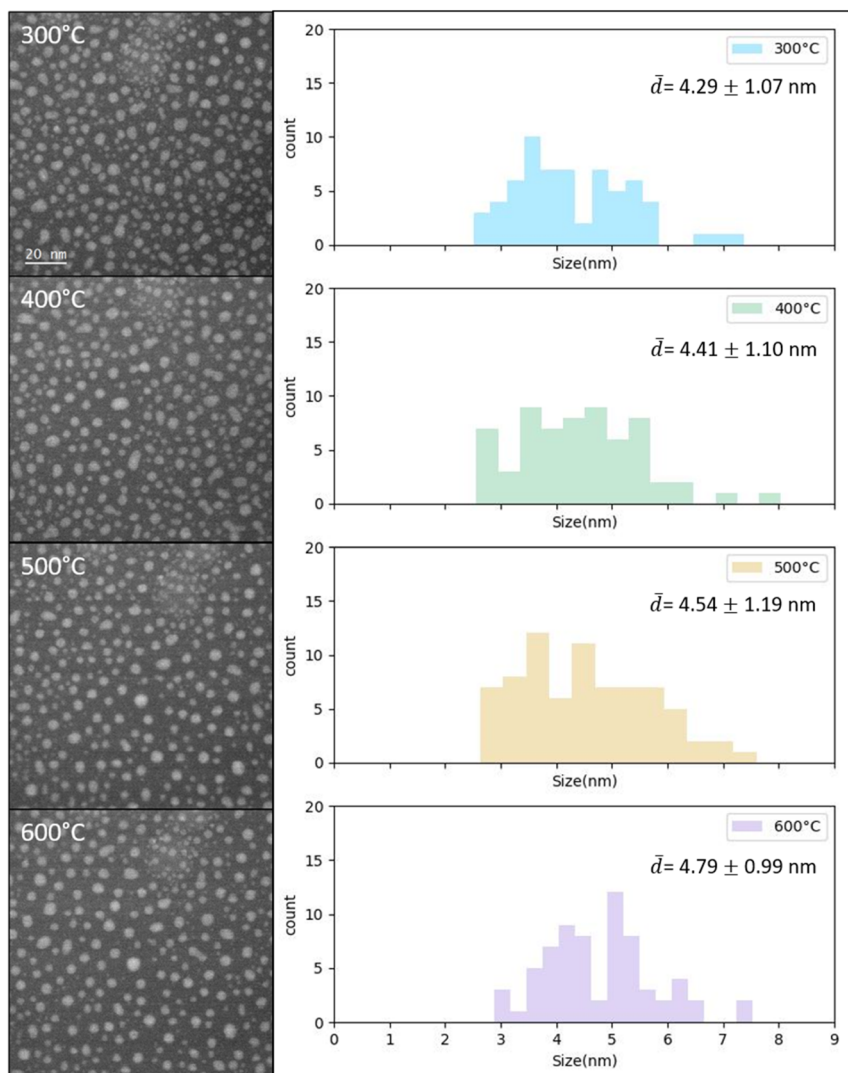 300°C
20 nm
400°C
500°C
600°C
20
15
10
5
0
count
300°C
d̄= 4.29 ± 1.07 nm
Size(nm)
20
15
10
5
0
count
400°C
d̄= 4.41 ± 1.10 nm
Size(nm)
20
15
10
5
0
count
500°C
d̄= 4.54 ± 1.19 nm
Size(nm)
20
15
10
5
0
count
600°C
d̄= 4.79 ± 0.99 nm
0 1 2 3 4 5 6 7 8 9
Size(nm)